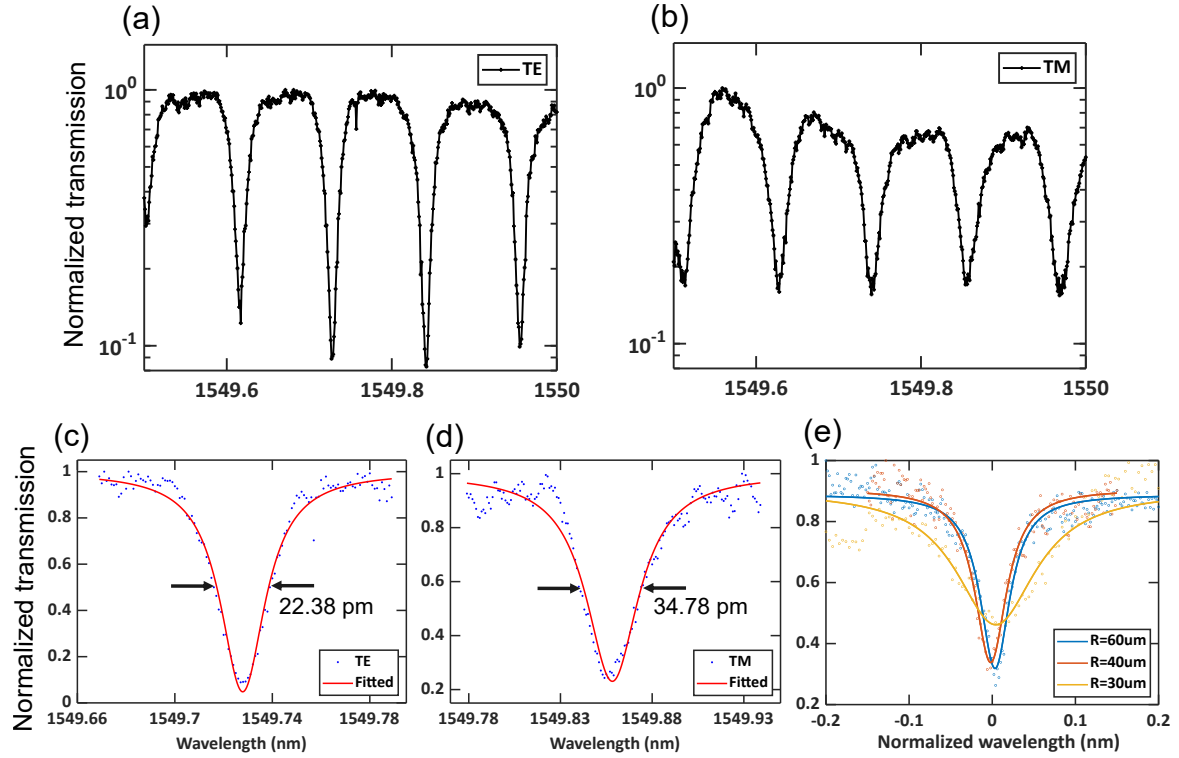 (a)
(b)
Normalized transmission
10^0
10^-1
TE
1549.6
1549.8
1550
10^0
10^-1
TM
1549.6
1549.8
1550
(c)
(d)
(e)
Normalized transmission
1
0.8
0.6
0.4
0.2
0
22.38 pm
TE
Fitted
1549.66
1549.7
1549.74
1549.78
Wavelength (nm)
1
0.8
0.6
0.4
0.2
34.78 pm
TM
Fitted
1549.78
1549.83
1549.88
1549.93
Wavelength (nm)
1
0.8
0.6
0.4
0.2
R=60um
R=40um
R=30um
-0.2
-0.1
0
0.1
0.2
Normalized wavelength (nm)